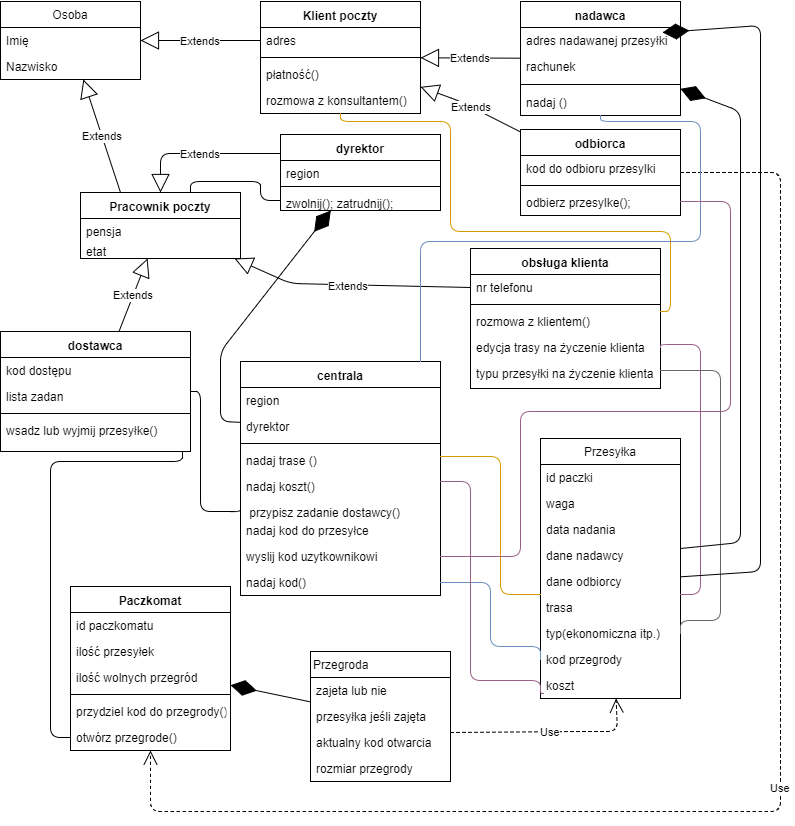 Osoba
Imię
Nazwisko
Extends
Klient poczty
adres
płatność()
rozmowa z konsultantem()
Extends
Extends
nadawca
adres nadawanej przesyłki
rachunek
nadaj ()
odbiorca
kod do odbioru przesylki
odbierz przesylke();
Extends
Extends
dyrektor
region
zwolnij(); zatrudnij();
Pracownik poczty
pensja
etat
Extends
Extends
obsługa klienta
nr telefonu
rozmowa z klientem()
edycja trasy na życzenie klienta
typu przesyłki na życzenie klienta
dostawca
kod dostępu
lista zadan
wsadz lub wyjmij przesyłke()
centrala
region
dyrektor
nadaj trase ()
nadaj koszt()
przypisz zadanie dostawcy()
nadaj kod do przesyłce
wyslij kod uzytkownikowi
nadaj kod()
Przesyłka
id paczki
waga
data nadania
dane nadawcy
dane odbiorcy
trasa
typ(ekonomiczna itp.)
kod przegrody
koszt
Paczkomat
id paczkomatu
ilość przesyłek
ilość wolnych przegród
przydziel kod do przegrody()
otwórz przegrode()
Przegroda
zajeta lub nie
przesyłka jeśli zajęta
aktualny kod otwarcia
rozmiar przegrody
Use
Use